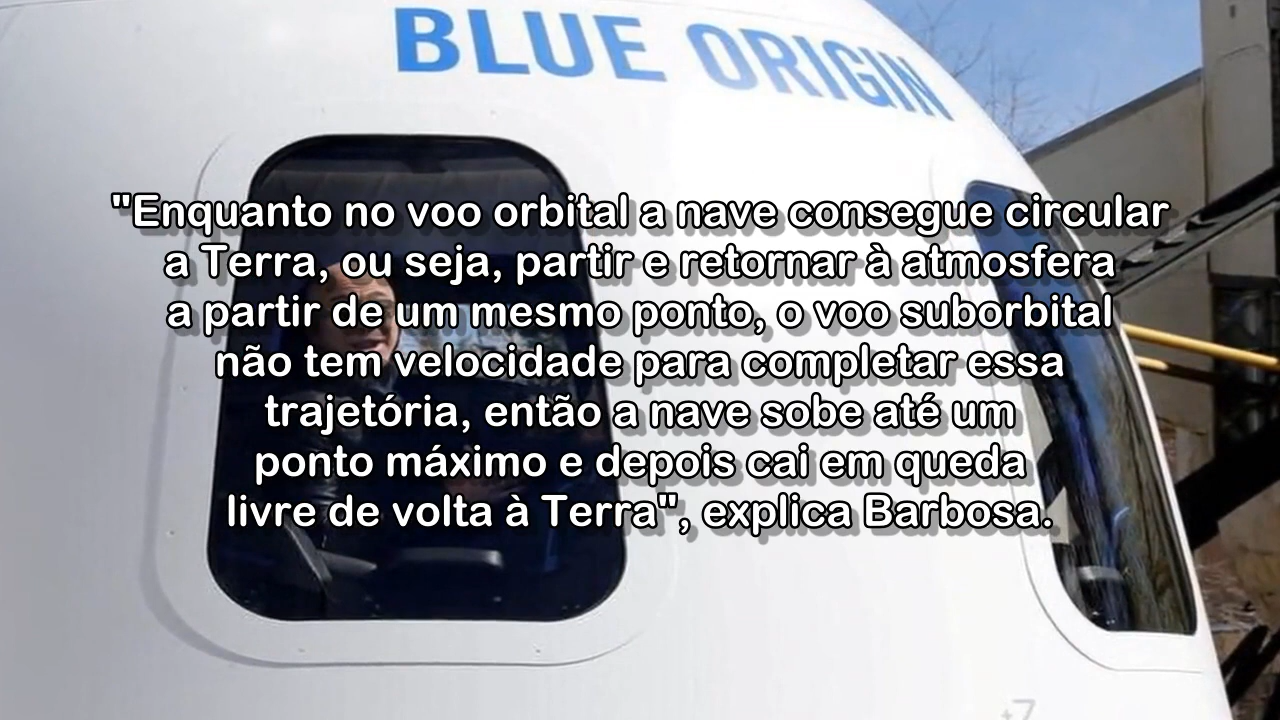 BLUE ORIGIN
"Enquanto no voo orbital a nave consegue circular
a Terra, ou seja, partir e retornar à atmosfera
a partir de um mesmo ponto, o voo suborbital
não tem velocidade para completar essa
trajetória, então a nave sobe até um
ponto máximo e depois cai em queda
livre de volta à Terra", explica Barbosa.